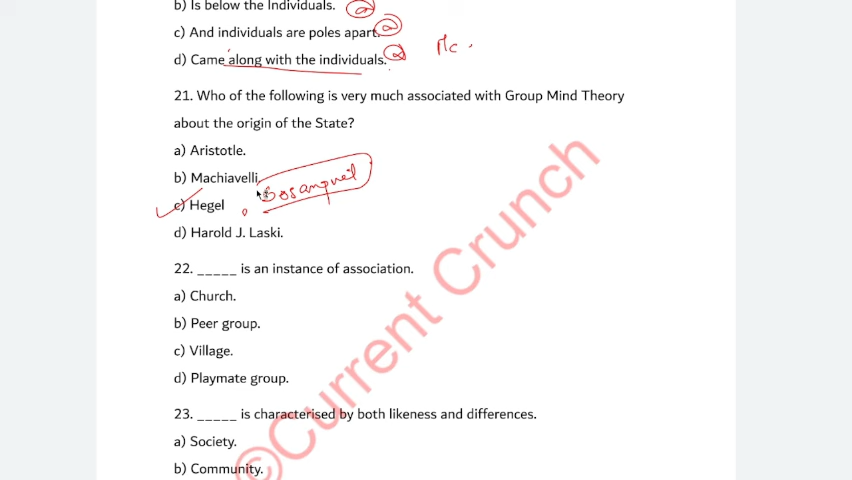 b) Is below the Individuals.
c) And individuals are poles apart.
d) Came along with the individuals.
21. Who of the following is very much associated with Group Mind Theory
about the origin of the State?
a) Aristotle.
b) Machiavelli.
Bosanquet
c) Hegel
d) Harold J. Laski.
22. _____ is an instance of association.
a) Church.
b) Peer group.
c) Village.
d) Playmate group.
23. _____ is characterised by both likeness and differences.
a) Society.
b) Community.
©Current Crunch